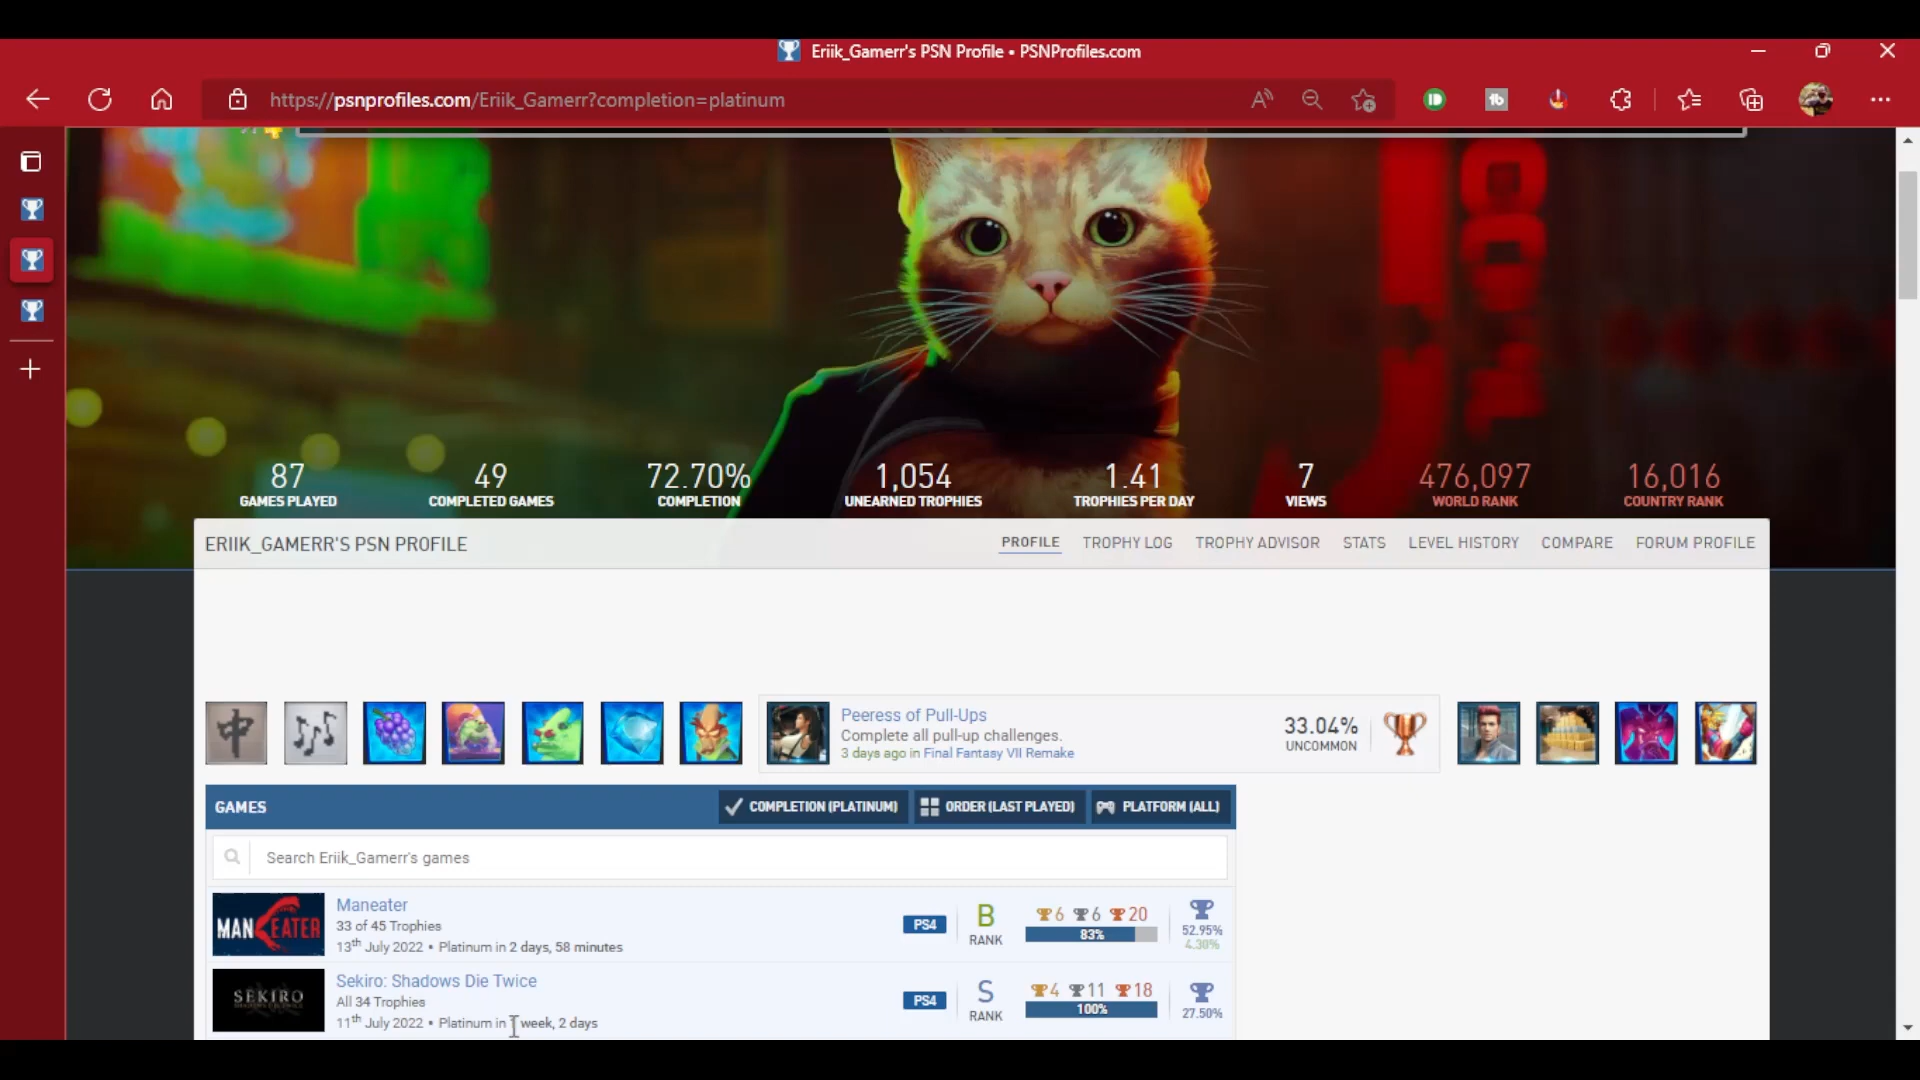 Eriik_Gamerr's PSN Profile • PSNProfiles.com
https://psnprofiles.com/Eriik_Gamerr?completion=platinum
87 49 72.70% 1,054 1.41 7 476,097 16,016
GAMES PLAYED COMPLETED GAMES COMPLETION UNEARNED TROPHIES TROPHIES PER DAY VIEWS WORLD RANK COUNTRY RANK
ERIIK_GAMERR'S PSN PROFILE PROFILE TROPHY LOG TROPHY ADVISOR STATS LEVEL HISTORY COMPARE FORUM PROFILE
中
Peeress of Pull-Ups
Complete all pull-up challenges.
3 days ago in Final Fantasy VII Remake
33.04%
UNCOMMON
GAMES COMPLETION (PLATINUM) ORDER (LAST PLAYED) PLATFORM (ALL)
Search Eriik_Gamerr's games
MANEATER
Maneater
33 of 45 Trophies
13th July 2022 • Platinum in 2 days, 58 minutes
PS4
B
RANK
6 6 20
83%
52.95%
4.30%
SEKIRO
Sekiro: Shadows Die Twice
All 34 Trophies
11th July 2022 • Platinum in week, 2 days
PS4
S
RANK
4 11 18
100%
27.50%